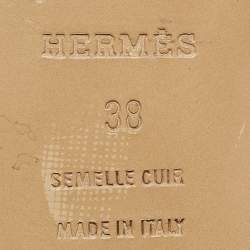 HERMÈS
38
SEMELLE CUIR
MADE IN ITALY